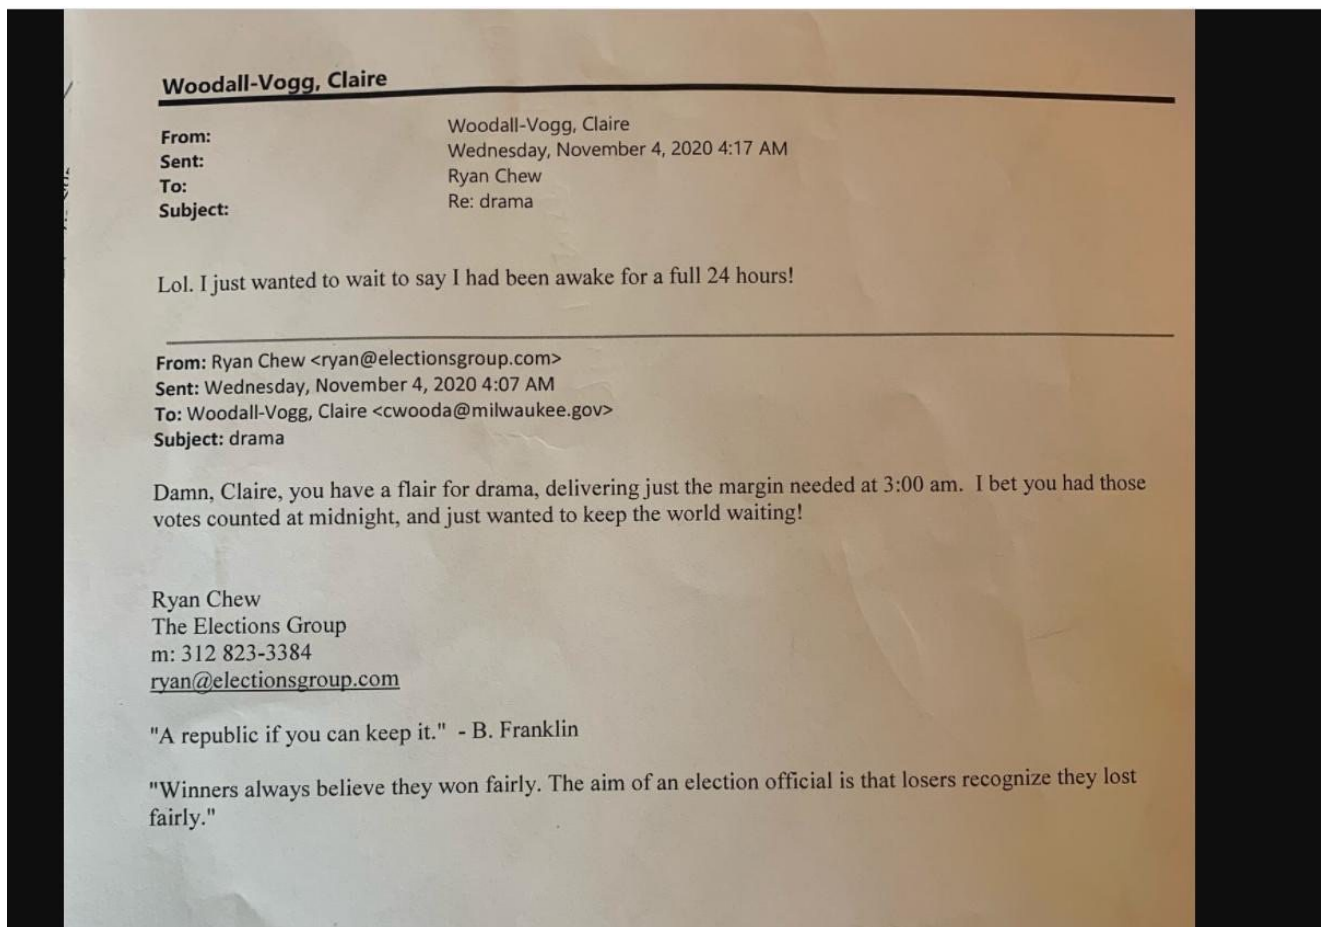 Woodall-Vogg, Claire
From: Woodall-Vogg, Claire
Sent: Wednesday, November 4, 2020 4:17 AM
To: Ryan Chew
Subject: Re: drama
Lol. I just wanted to wait to say I had been awake for a full 24 hours!
From: Ryan Chew <ryan@electionsgroup.com>
Sent: Wednesday, November 4, 2020 4:07 AM
To: Woodall-Vogg, Claire <cwooda@milwaukee.gov>
Subject: drama
Damn, Claire, you have a flair for drama, delivering just the margin needed at 3:00 am.  I bet you had those
votes counted at midnight, and just wanted to keep the world waiting!
Ryan Chew
The Elections Group
m: 312 823-3384
ryan@electionsgroup.com
"A republic if you can keep it."  - B. Franklin
"Winners always believe they won fairly. The aim of an election official is that losers recognize they lost
fairly."